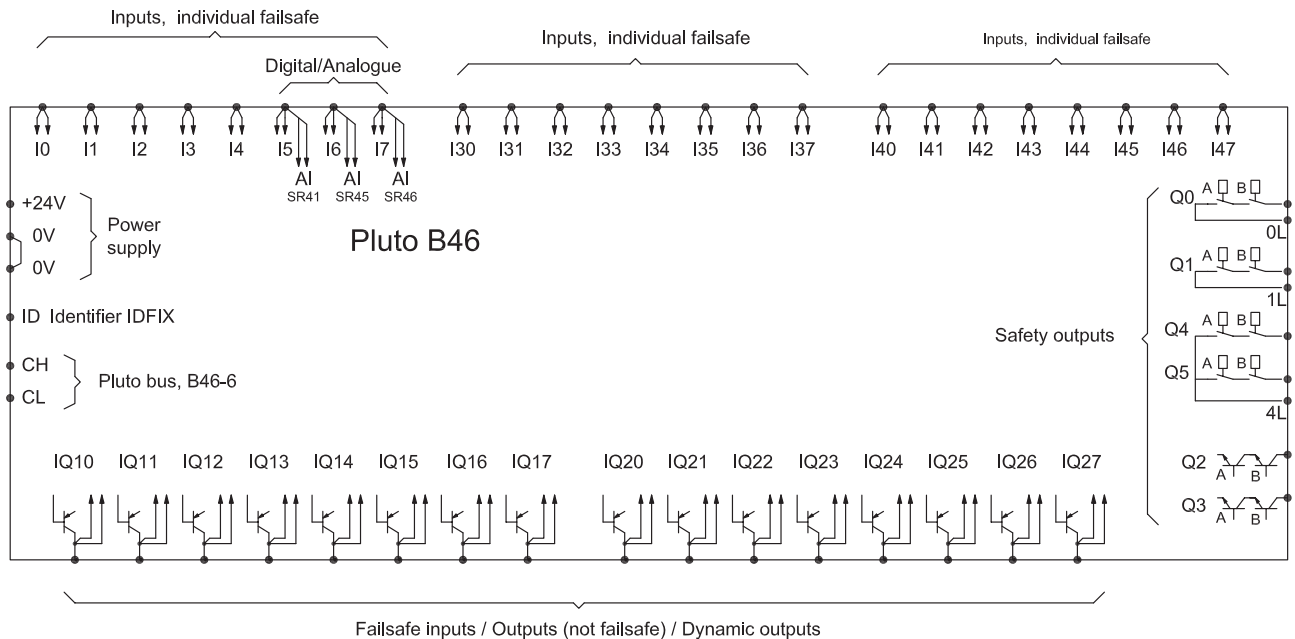 Inputs, individual failsafe
Inputs, individual failsafe
Inputs, individual failsafe
Digital/Analogue
I0 I1 I2 I3 I4 I5 I6 I7 I30 I31 I32 I33 I34 I35 I36 I37 I40 I41 I42 I43 I44 I45 I46 I47
AI AI AI
SR41 SR45 SR46
+24V
0V
0V
Power
supply
Pluto B46
ID Identifier IDFIX
CH
CL
Pluto bus, B46-6
Safety outputs
Q0 A B
0L
Q1 A B
1L
Q4 A B
Q5 A B
4L
Q2 A B
Q3 A B
IQ10 IQ11 IQ12 IQ13 IQ14 IQ15 IQ16 IQ17 IQ20 IQ21 IQ22 IQ23 IQ24 IQ25 IQ26 IQ27
Failsafe inputs / Outputs (not failsafe) / Dynamic outputs